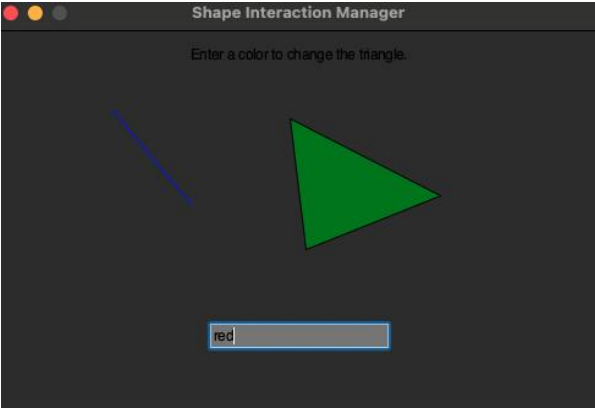 Shape Interaction Manager
Enter a color to change the triangle.
red